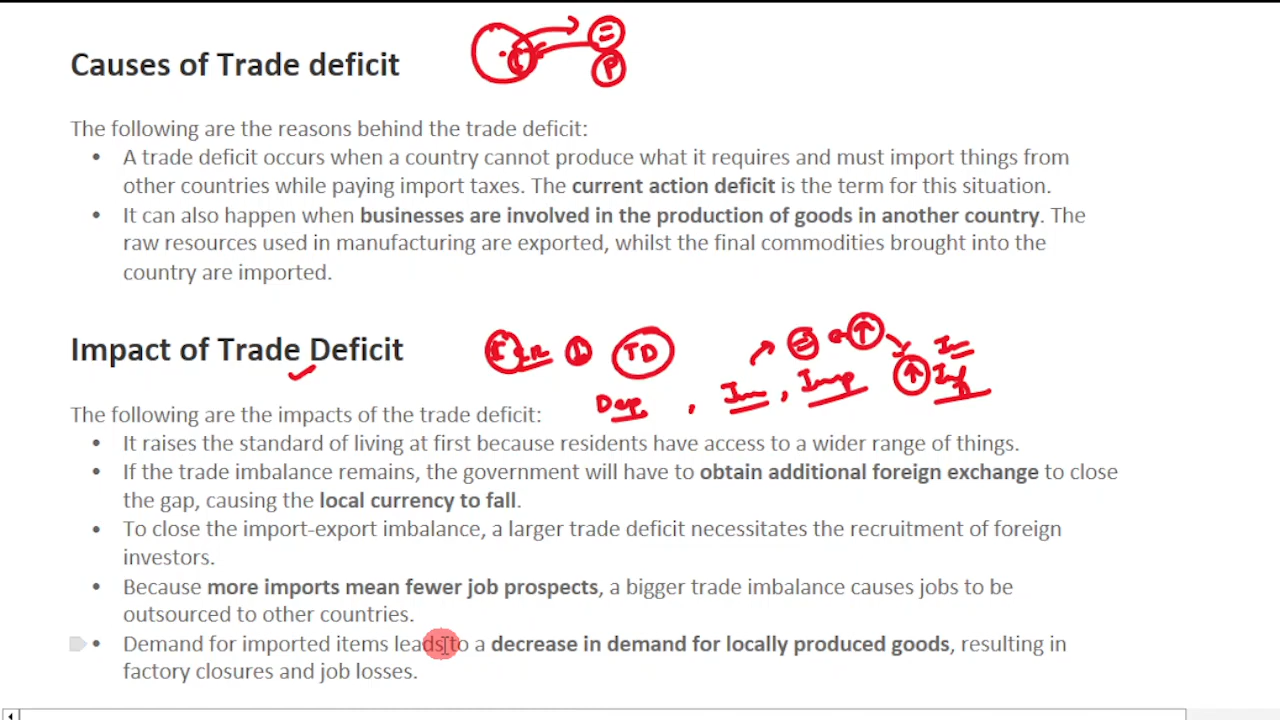 Causes of Trade deficit
The following are the reasons behind the trade deficit:
• A trade deficit occurs when a country cannot produce what it requires and must import things from
other countries while paying import taxes. The current action deficit is the term for this situation.
• It can also happen when businesses are involved in the production of goods in another country. The
raw resources used in manufacturing are exported, whilst the final commodities brought into the
country are imported.
Impact of Trade Deficit
TD
Dep, Im, Imp
Inf
The following are the impacts of the trade deficit:
• It raises the standard of living at first because residents have access to a wider range of things.
• If the trade imbalance remains, the government will have to obtain additional foreign exchange to close
the gap, causing the local currency to fall.
• To close the import-export imbalance, a larger trade deficit necessitates the recruitment of foreign
investors.
• Because more imports mean fewer job prospects, a bigger trade imbalance causes jobs to be
outsourced to other countries.
• Demand for imported items leads to a decrease in demand for locally produced goods, resulting in
factory closures and job losses.